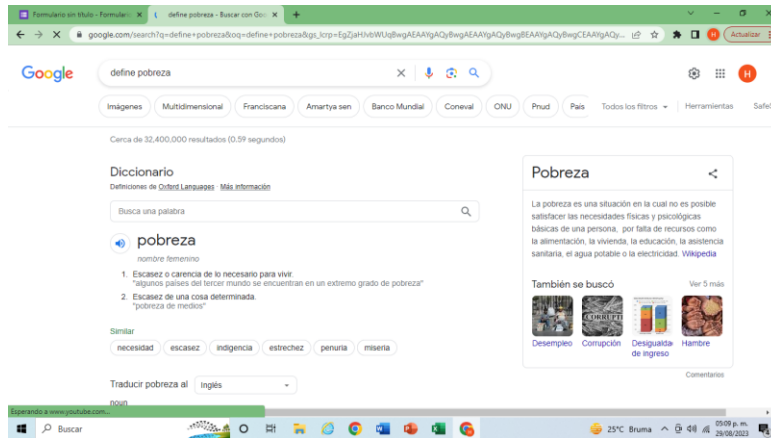 Formulario sin título - Formulario
define pobreza - Buscar con Goo
google.com/search?q=define+pobreza&oq=define+pobreza&gs_lcrp=
Actualizar
Google
define pobreza
H
Imágenes Multidimensional Franciscana Amartya sen Banco Mundial Coneval ONU Pnud País Todos los filtros Herramientas Safe
Cerca de 32,400,000 resultados (0.59 segundos)
Diccionario
Definiciones de Oxford Languages · Más información
Busca una palabra
pobreza
nombre femenino
1. Escasez o carencia de lo necesario para vivir.
"algunos países del tercer mundo se encuentran en un extremo grado de pobreza"
2. Escasez de una cosa determinada.
"pobreza de medios"
Similar
necesidad escasez indigencia estrechez penuria miseria
Traducir pobreza al Inglés
noun
Pobreza
La pobreza es una situación en la cual no es posible
satisfacer las necesidades físicas y psicológicas
básicas de una persona, por falta de recursos como
la alimentación, la vivienda, la educación, la asistencia
sanitaria, el agua potable o la electricidad. Wikipedia
También se buscó Ver 5 más
CORRUPTI
Desempleo Corrupción Desigualdad Hambre
de ingreso
Comentarios
Esperando a www.youtube.com...
Buscar
25°C Bruma
05:09 p. m.
29/08/2023